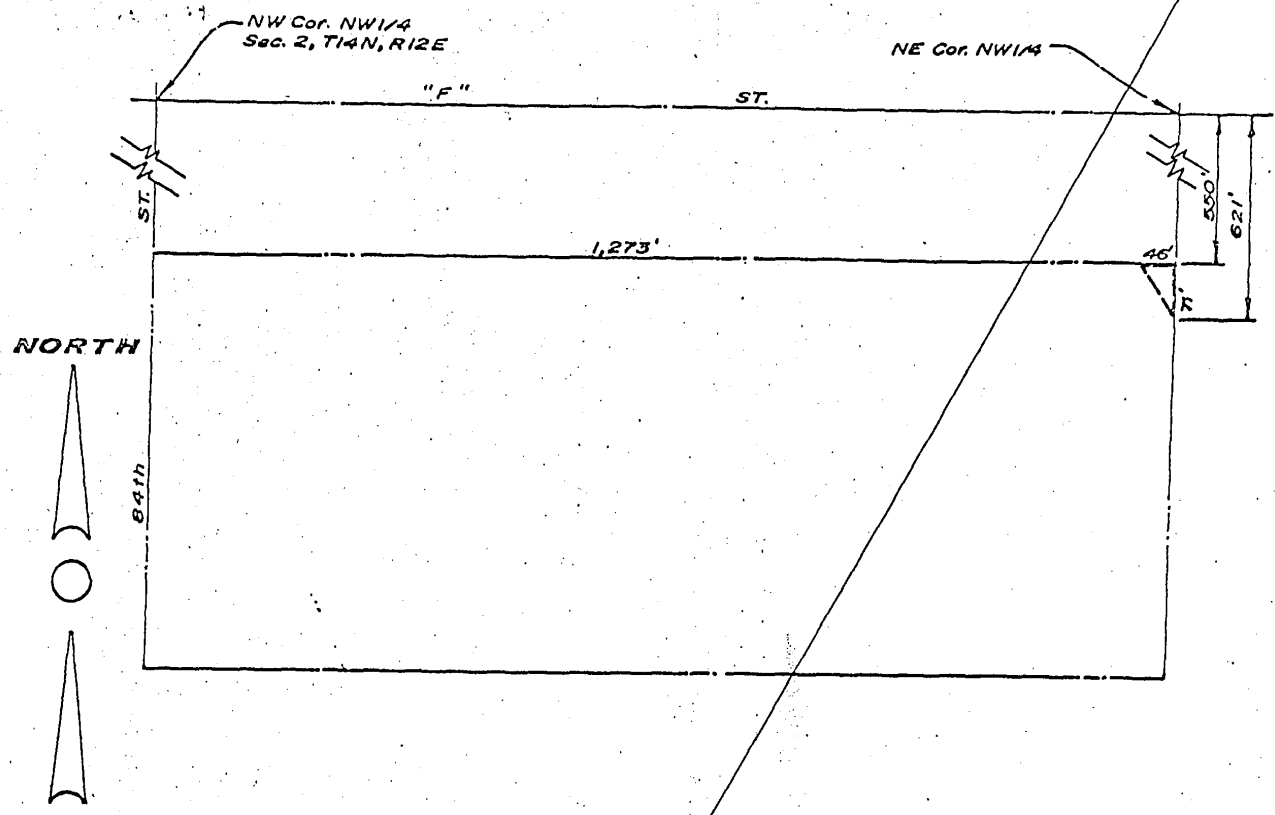 NW Cor. NW1/4
Sec. 2, T14N, R12E
NE Cor. NW1/4
"F" ST.
ST.
550'
621'
1,273'
46'
71'
NORTH
84th